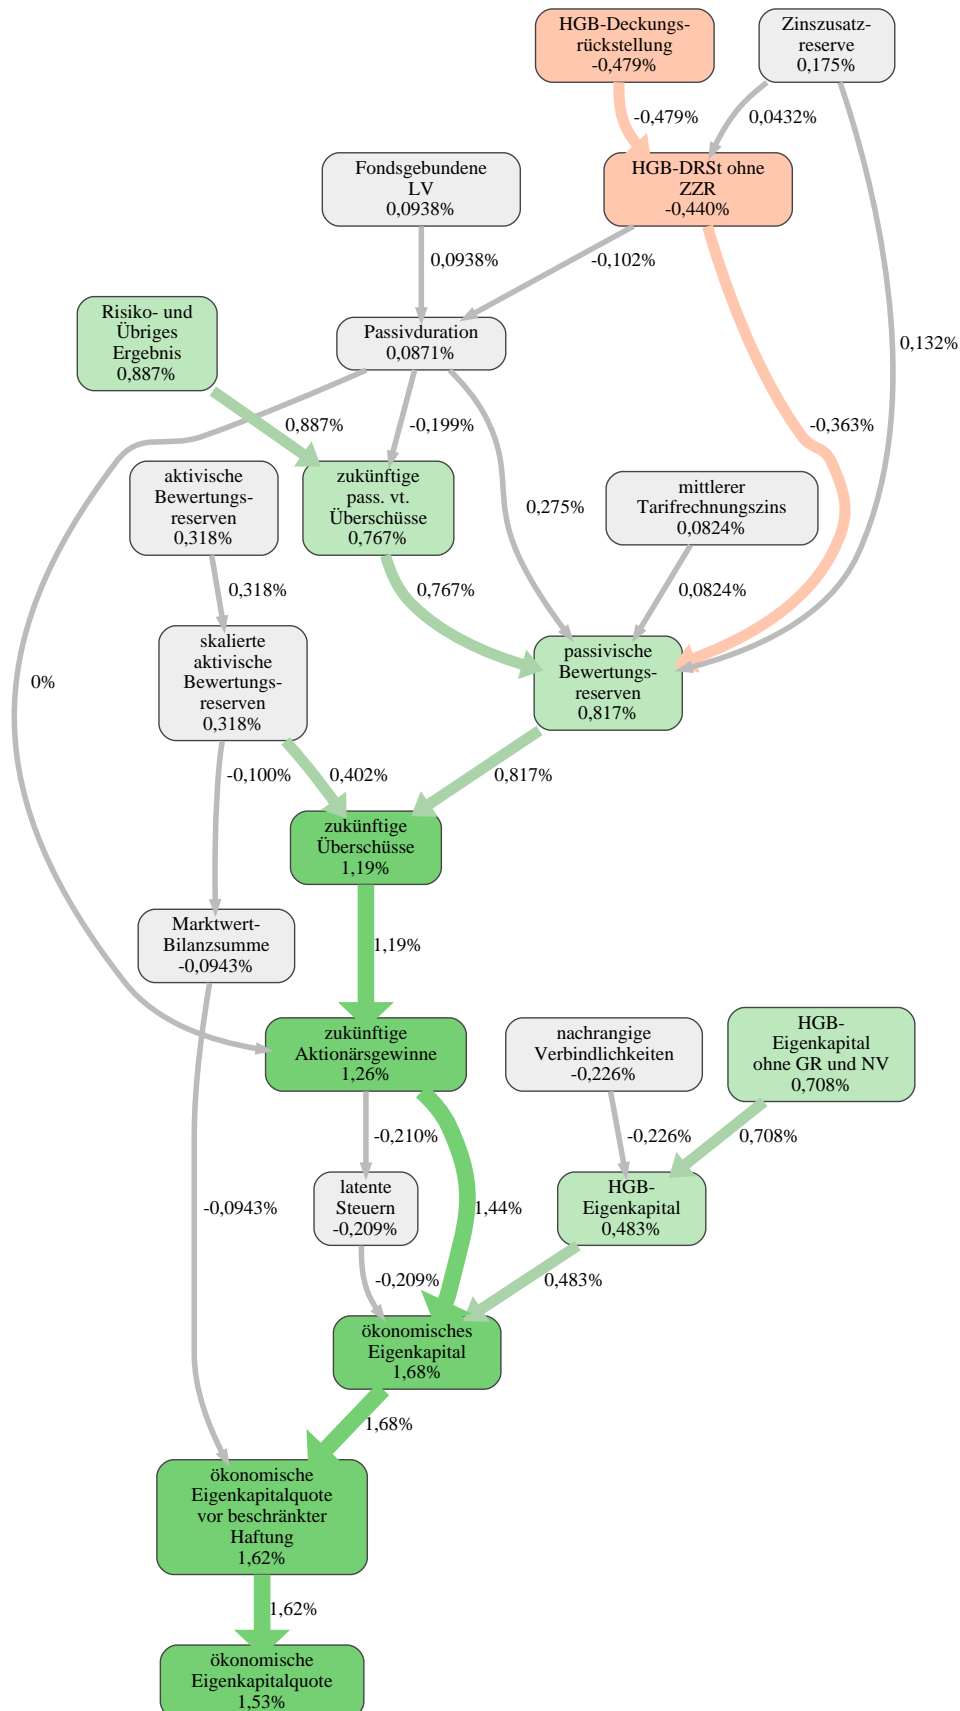 HGB-Deckungs-
rückstellung
-0,479%
Zinszusatz-
reserve
0,175%
-0,479%
0,0432%
Fondsgebundene
LV
0,0938%
HGB-DRSt ohne
ZZR
-0,440%
0,0938%
-0,102%
Risiko- und
Übriges
Ergebnis
0,887%
Passivduration
0,0871%
0,132%
0,887%
-0,199%
-0,363%
aktivische
Bewertungs-
reserven
0,318%
zukünftige
pass. vt.
Überschüsse
0,767%
0,275%
mittlerer
Tarifrechnungszins
0,0824%
0,318%
0,767%
0,0824%
skalierte
aktivische
Bewertungs-
reserven
0,318%
passivische
Bewertungs-
reserven
0,817%
0%
-0,100%
0,402%
0,817%
zukünftige
Überschüsse
1,19%
Marktwert-
Bilanzsumme
-0,0943%
1,19%
zukünftige
Aktionärsgewinne
1,26%
nachrangige
Verbindlichkeiten
-0,226%
HGB-
Eigenkapital
ohne GR und NV
0,708%
-0,210%
-0,226%
0,708%
latente
Steuern
-0,209%
HGB-
Eigenkapital
0,483%
-0,0943%
1,44%
-0,209%
0,483%
ökonomisches
Eigenkapital
1,68%
1,68%
ökonomische
Eigenkapitalquote
vor beschränkter
Haftung
1,62%
1,62%
ökonomische
Eigenkapitalquote
1,53%